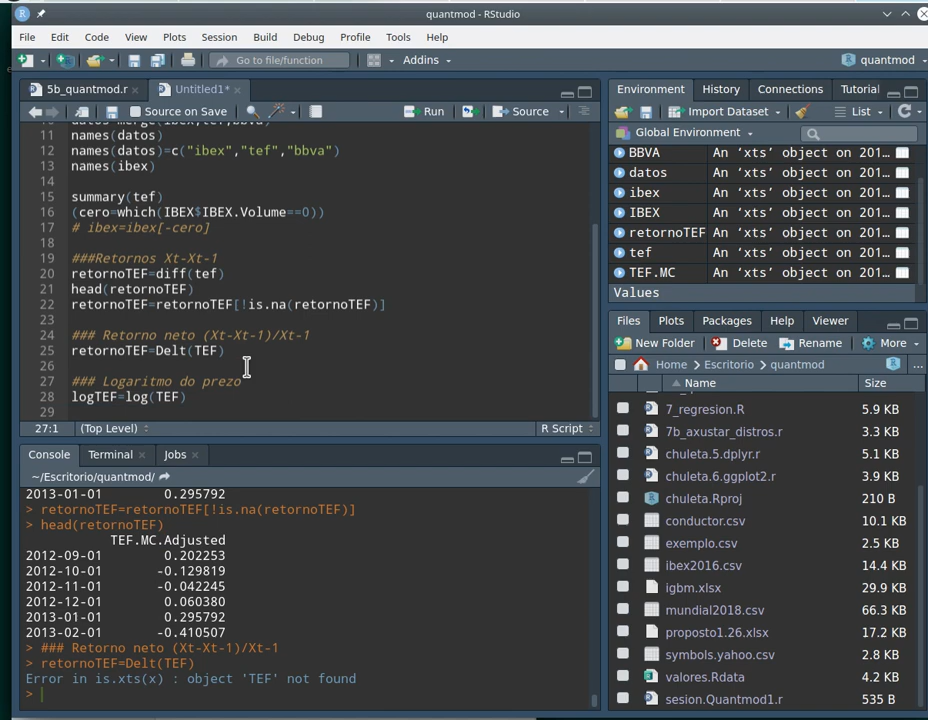 quantmod - RStudio
File Edit Code View Plots Session Build Debug Profile Tools Help
Go to file/function Addins quantmod
5b_quantmod.r Untitled1*
Source on Save Run Source
11 names(datos)
12 names(datos)=c("ibex","tef","bbva")
13 names(ibex)
14
15 summary(tef)
16 (cero=which(IBEX$IBEX.Volume==0))
17 # ibex=ibex[-cero]
18
19 ###Retornos Xt-Xt-1
20 retornoTEF=diff(tef)
21 head(retornoTEF)
22 retornoTEF=retornoTEF[!is.na(retornoTEF)]
23
24 ### Retorno neto (Xt-Xt-1)/Xt-1
25 retornoTEF=Delt(TEF)
26
27 ### Logaritmo do prezo
28 logTEF=log(TEF)
29
27:1 (Top Level) R Script
Console Terminal Jobs
~/Escritorio/quantmod/
2013-01-01 0.295792
> retornoTEF=retornoTEF[!is.na(retornoTEF)]
> head(retornoTEF)
TEF.MC.Adjusted
2012-09-01 0.202253
2012-10-01 -0.129819
2012-11-01 -0.042245
2012-12-01 0.060380
2013-01-01 0.295792
2013-02-01 -0.410507
> ### Retorno neto (Xt-Xt-1)/Xt-1
> retornoTEF=Delt(TEF)
Error in is.xts(x) : object 'TEF' not found
>
Environment History Connections Tutorial
Import Dataset List
Global Environment
BBVA An ‘xts’ object on 201…
datos An ‘xts’ object on 201…
ibex An ‘xts’ object on 201…
IBEX An ‘xts’ object on 201…
retornoTEF An ‘xts’ object on 201…
tef An ‘xts’ object on 201…
TEF.MC An ‘xts’ object on 201…
Values
Files Plots Packages Help Viewer
New Folder Delete Rename More
Home Escritorio quantmod ...
Name Size
7_regresion.R 5.9 KB
7b_axustar_distros.r 3.3 KB
chuleta.5.dplyr.r 5.1 KB
chuleta.6.ggplot2.r 3.9 KB
chuleta.Rproj 210 B
conductor.csv 10.1 KB
exemplo.csv 2.5 KB
ibex2016.csv 14.4 KB
igbm.xlsx 29.9 KB
mundial2018.csv 66.3 KB
proposto1.26.xlsx 17.2 KB
symbols.yahoo.csv 2.8 KB
valores.Rdata 4.2 KB
sesion.Quantmod1.r 535 B